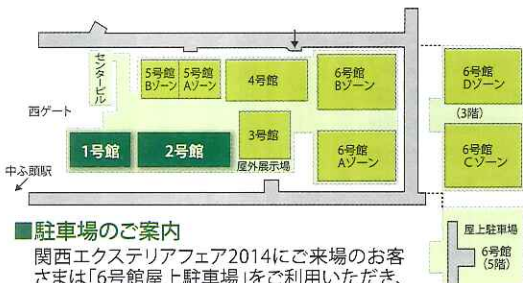 センタービル
5号館
Bゾーン
5号館
Aゾーン
4号館
6号館
Bゾーン
6号館
Dゾーン
(3階)
西ゲート
1号館
2号館
3号館
屋外展示場
6号館
Aゾーン
6号館
Cゾーン
中ふ頭駅
屋上駐車場
6号館
(5階)
■駐車場のご案内
関西エクステリアフェア2014にご来場のお客
さまは「6号館屋上駐車場」をご利用いただき、